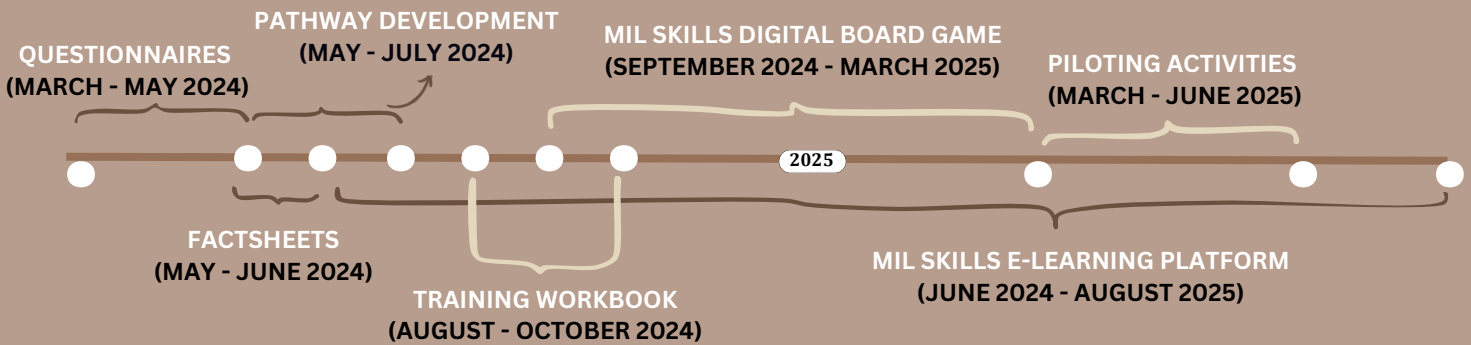 PATHWAY DEVELOPMENT
(MAY - JULY 2024)
QUESTIONNAIRES
(MARCH - MAY 2024)
MIL SKILLS DIGITAL BOARD GAME
(SEPTEMBER 2024 - MARCH 2025)
PILOTING ACTIVITIES
(MARCH - JUNE 2025)
2025
FACTSHEETS
(MAY - JUNE 2024)
TRAINING WORKBOOK
(AUGUST - OCTOBER 2024)
MIL SKILLS E-LEARNING PLATFORM
(JUNE 2024 - AUGUST 2025)